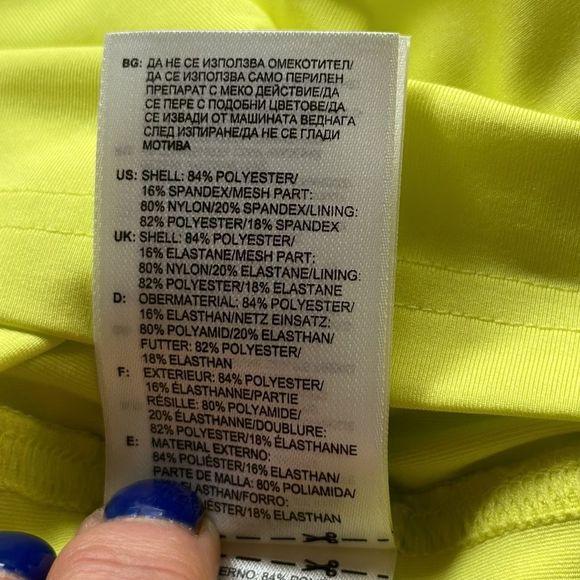 BG: ДА НЕ СЕ ИЗПОЛЗВА ОМЕКОТИТЕЛ/
ДА СЕ ИЗПОЛЗВА САМО ПЕРИЛЕН
ПРЕПАРАТ С МЕКО ДЕЙСТВИЕ/ДА
СЕ ПЕРЕ С ПОДОБНИ ЦВЕТОВЕ/ДА
СЕ ИЗВАДИ ОТ МАШИНАТА ВЕДНАГА
СЛЕД ИЗПИРАНЕ/ДА НЕ СЕ ГЛАДИ
МОТИВА
US: SHELL: 84% POLYESTER/
16% SPANDEX/MESH PART:
80% NYLON/20% SPANDEX/LINING:
82% POLYESTER/18% SPANDEX
UK: SHELL: 84% POLYESTER/
16% ELASTANE/MESH PART:
80% NYLON/20% ELASTANE/LINING:
82% POLYESTER/18% ELASTANE
D: OBERMATERIAL: 84% POLYESTER/
16% ELASTHAN/NETZ EINSATZ:
80% POLYAMID/20% ELASTHAN/
FUTTER: 82% POLYESTER/
18% ELASTHAN
F: EXTERIEUR: 84% POLYESTER/
16% ÉLASTHANNE/PARTIE
RÉSILLE: 80% POLYAMIDE/
20% ÉLASTHANNE/DOUBLURE:
82% POLYESTER/18% ÉLASTHANNE
E: MATERIAL EXTERNO:
84% POLIÉSTER/16% ELASTHAN/
PARTE DE MALLA: 80% POLIAMIDA/
ELASTHAN/FORRO:
/18% ELASTHAN
84%